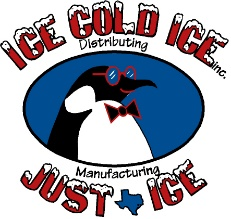 ICE COLD ICE inc.
Distributing
Manufacturing
JUST ICE